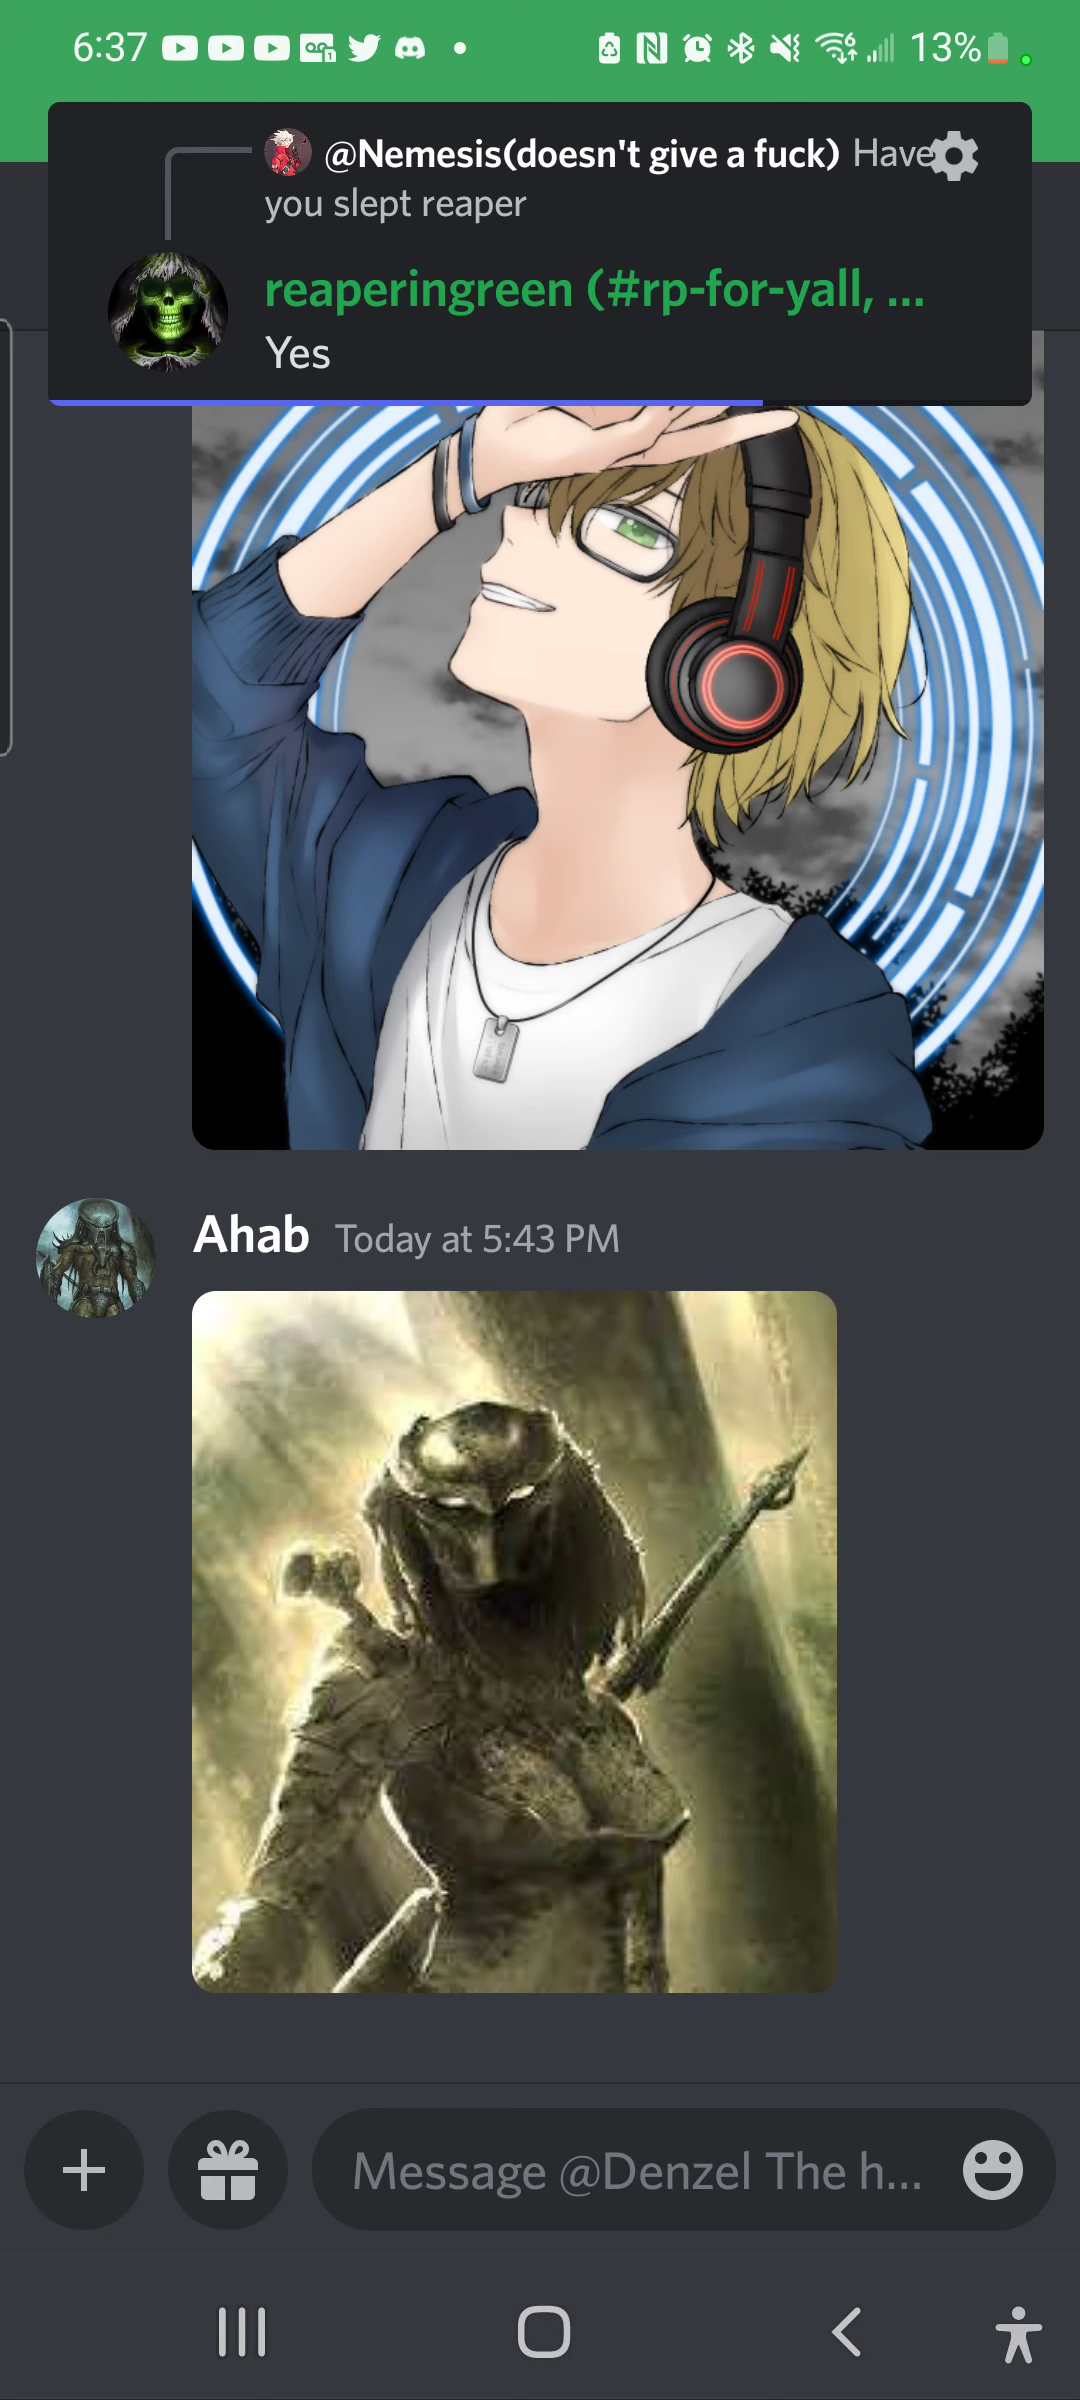 6:37
13%
@Nemesis(doesn't give a fuck) Have
you slept reaper
reaperingreen (#rp-for-yall, ...
Yes
Ahab Today at 5:43 PM
Message @Denzel The h...